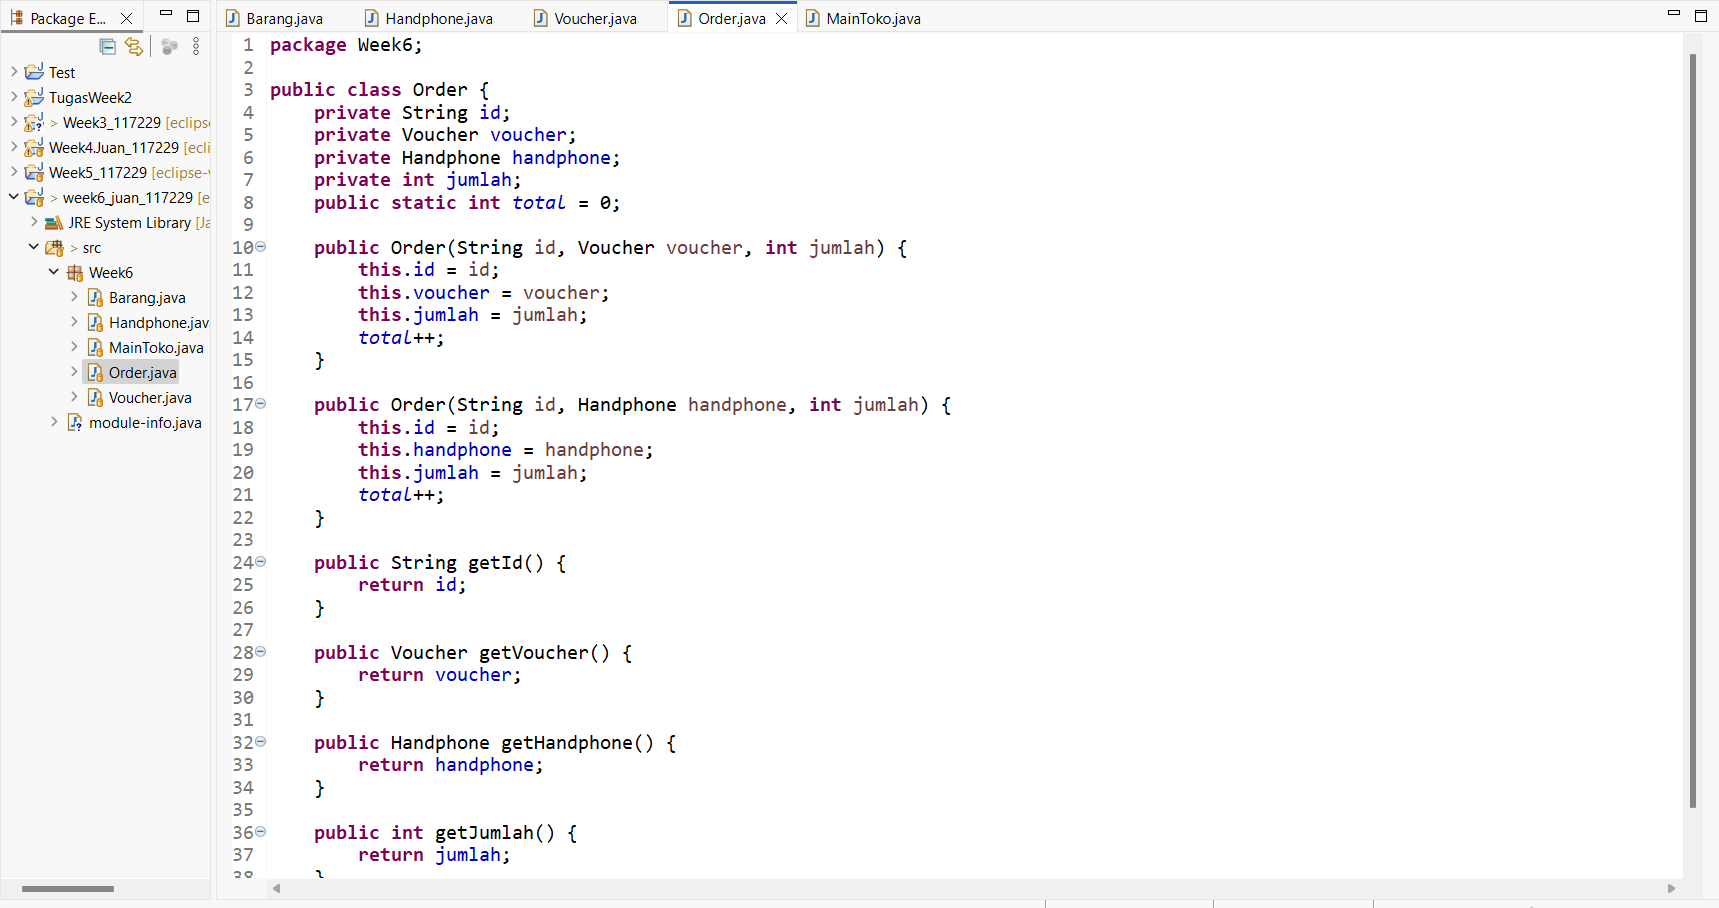 Package E...
Test
TugasWeek2
> Week3_117229 [eclips
Week4.Juan_117229 [ecli
Week5_117229 [eclipse-
> week6_juan_117229 [e
JRE System Library [Ja
> src
Week6
Barang.java
Handphone.jav
MainToko.java
Order.java
Voucher.java
module-info.java
Barang.java Handphone.java Voucher.java Order.java MainToko.java
1 package Week6;
2
3 public class Order {
4 private String id;
5 private Voucher voucher;
6 private Handphone handphone;
7 private int jumlah;
8 public static int total = 0;
9
10 public Order(String id, Voucher voucher, int jumlah) {
11 this.id = id;
12 this.voucher = voucher;
13 this.jumlah = jumlah;
14 total++;
15 }
16
17 public Order(String id, Handphone handphone, int jumlah) {
18 this.id = id;
19 this.handphone = handphone;
20 this.jumlah = jumlah;
21 total++;
22 }
23
24 public String getId() {
25 return id;
26 }
27
28 public Voucher getVoucher() {
29 return voucher;
30 }
31
32 public Handphone getHandphone() {
33 return handphone;
34 }
35
36 public int getJumlah() {
37 return jumlah;
38 }